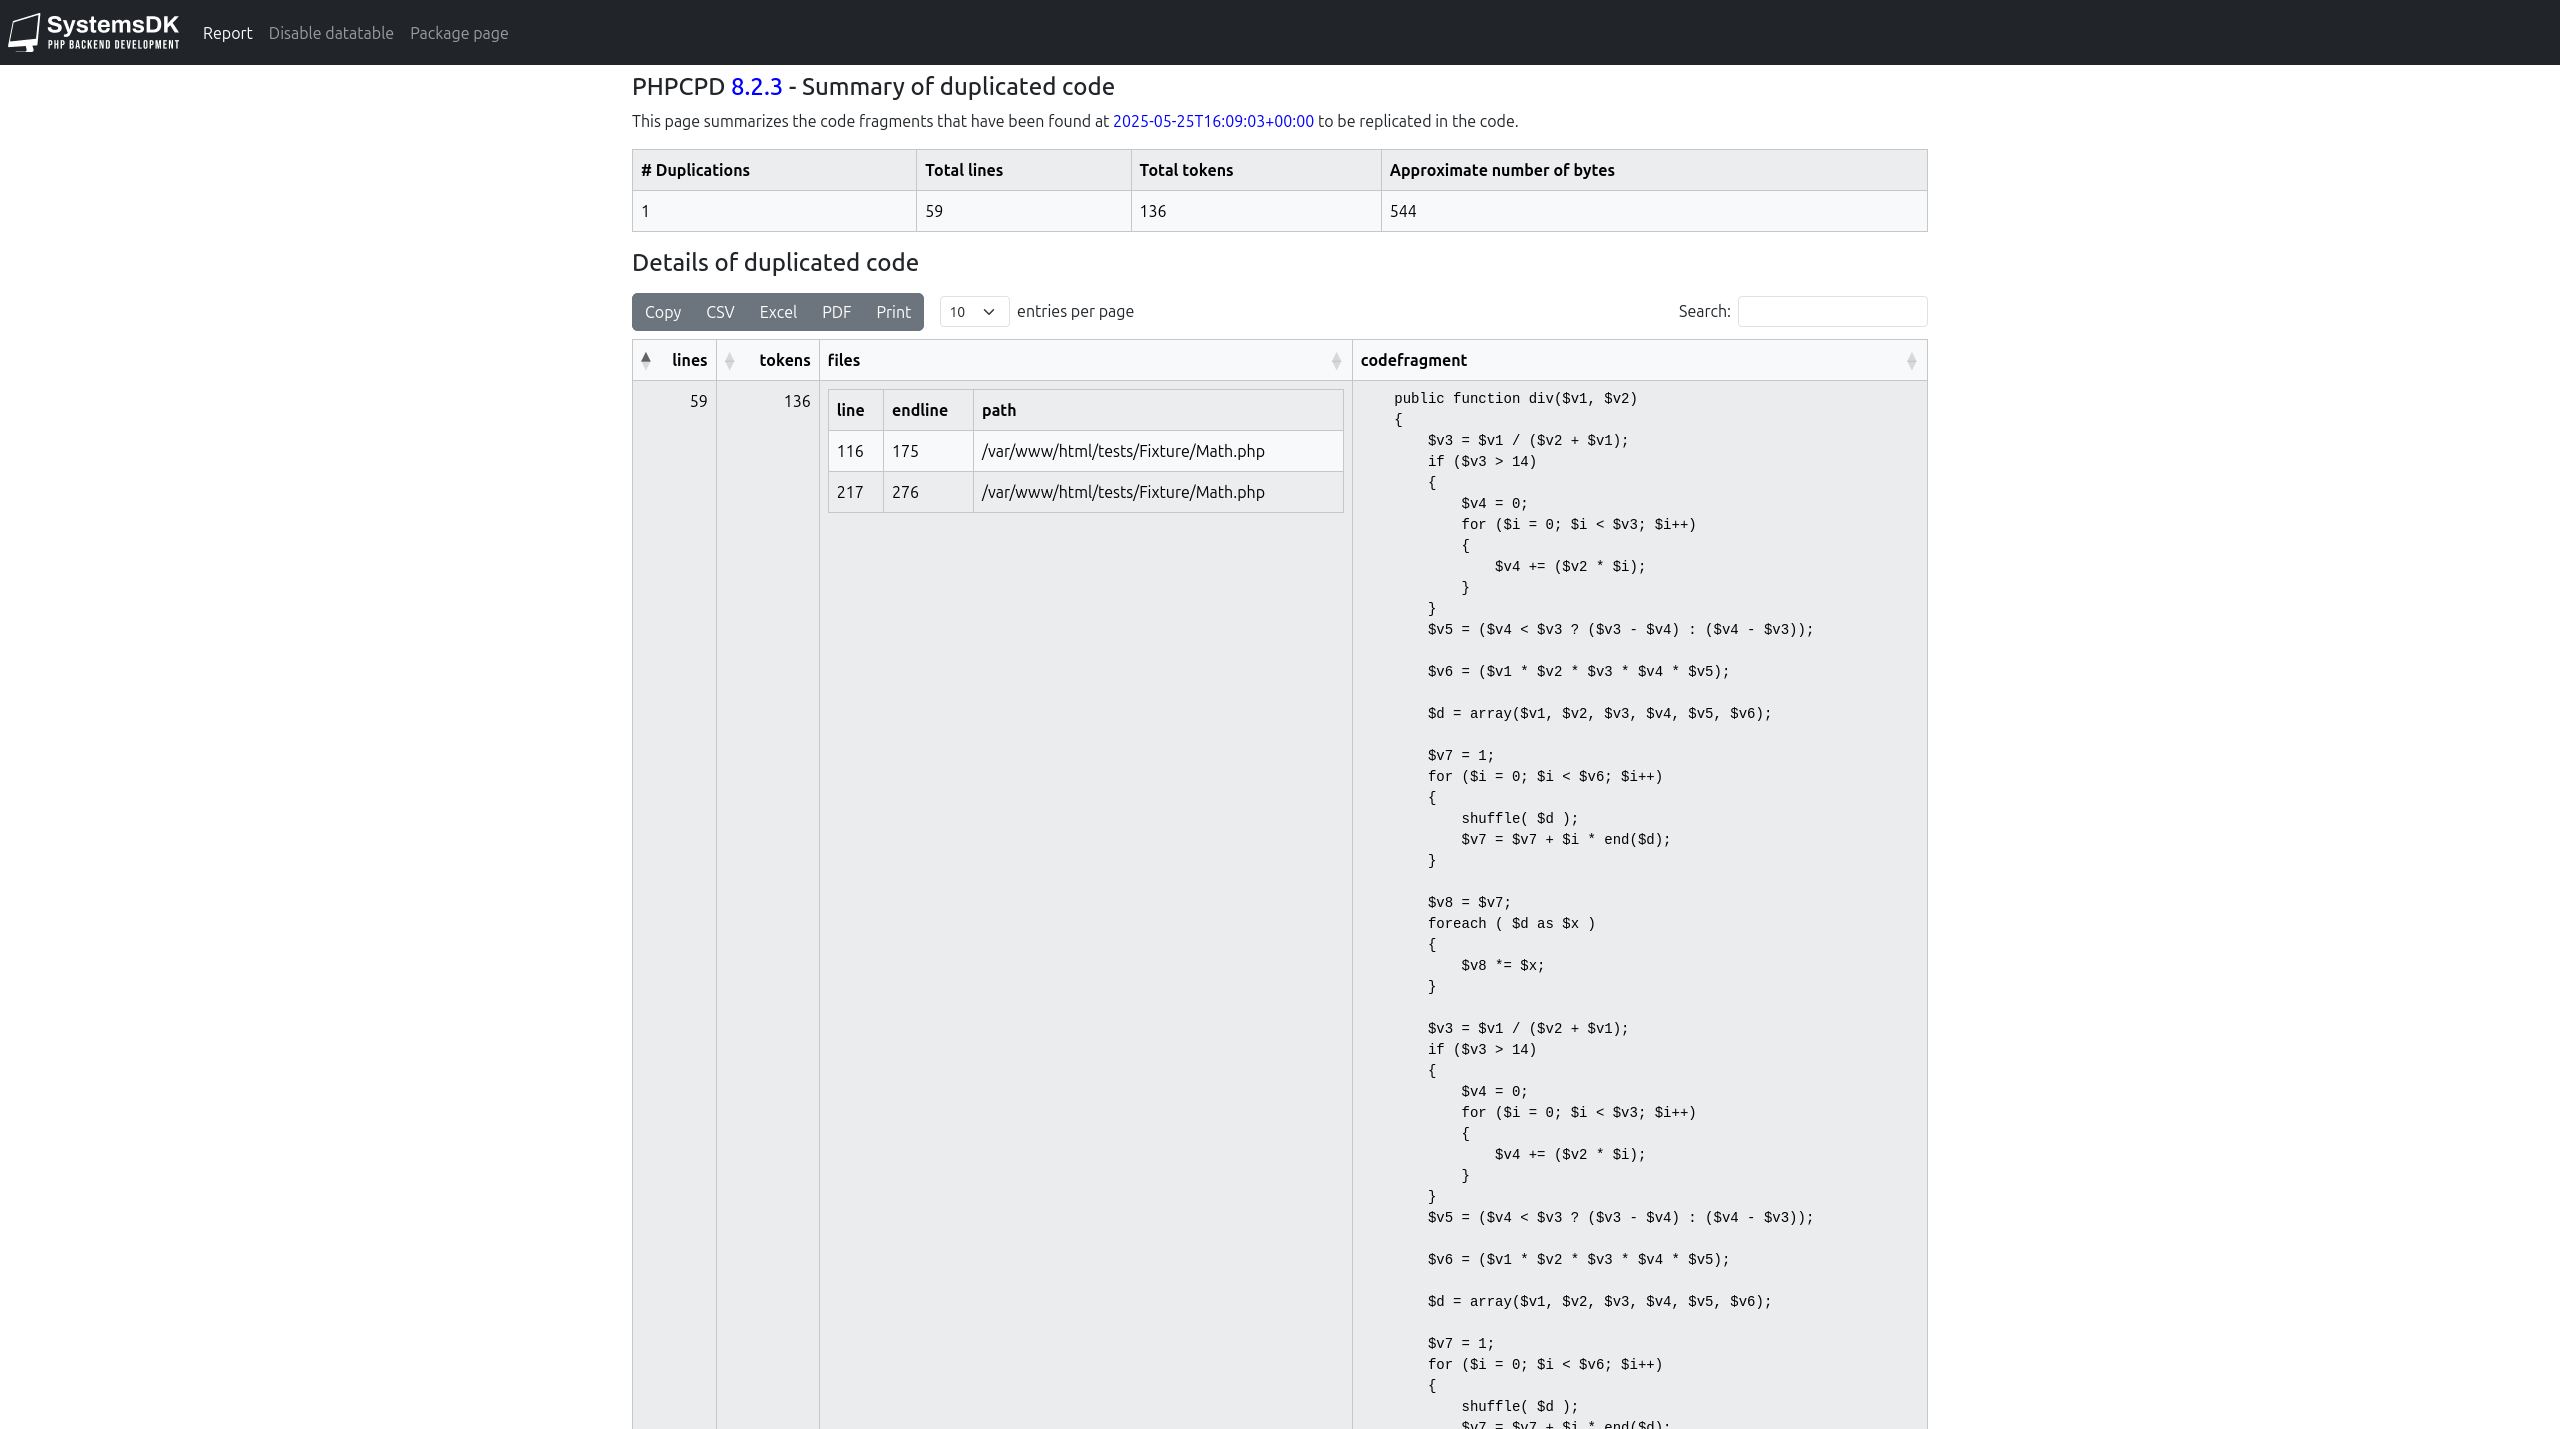 SystemsDK
PHP BACKEND DEVELOPMENT
Report Disable datatable Package page
PHPCPD 8.2.3 - Summary of duplicated code
This page summarizes the code fragments that have been found at 2025-05-25T16:09:03+00:00 to be replicated in the code.
# Duplications Total lines Total tokens Approximate number of bytes
1 59 136 544
Details of duplicated code
Copy CSV Excel PDF Print 10 entries per page Search:
lines tokens files codefragment
59 136
line endline path
116 175 /var/www/html/tests/Fixture/Math.php
217 276 /var/www/html/tests/Fixture/Math.php
public function div($v1, $v2)
{
$v3 = $v1 / ($v2 + $v1);
if ($v3 > 14)
{
$v4 = 0;
for ($i = 0; $i < $v3; $i++)
{
$v4 += ($v2 * $i);
}
}
$v5 = ($v4 < $v3 ? ($v3 - $v4) : ($v4 - $v3));
$v6 = ($v1 * $v2 * $v3 * $v4 * $v5);
$d = array($v1, $v2, $v3, $v4, $v5, $v6);
$v7 = 1;
for ($i = 0; $i < $v6; $i++)
{
shuffle( $d );
$v7 = $v7 + $i * end($d);
}
$v8 = $v7;
foreach ( $d as $x )
{
$v8 *= $x;
}
$v3 = $v1 / ($v2 + $v1);
if ($v3 > 14)
{
$v4 = 0;
for ($i = 0; $i < $v3; $i++)
{
$v4 += ($v2 * $i);
}
}
$v5 = ($v4 < $v3 ? ($v3 - $v4) : ($v4 - $v3));
$v6 = ($v1 * $v2 * $v3 * $v4 * $v5);
$d = array($v1, $v2, $v3, $v4, $v5, $v6);
$v7 = 1;
for ($i = 0; $i < $v6; $i++)
{
shuffle( $d );
$v7 = $v7 + $i * end($d);